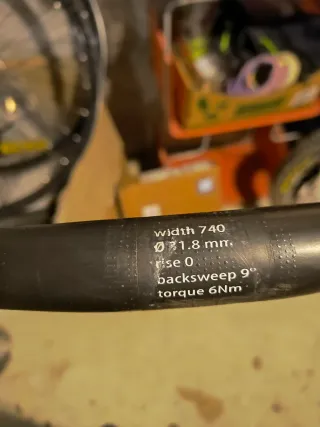 width 740
Ø 31.8 mm
rise 0
backsweep 9°
torque 6Nm